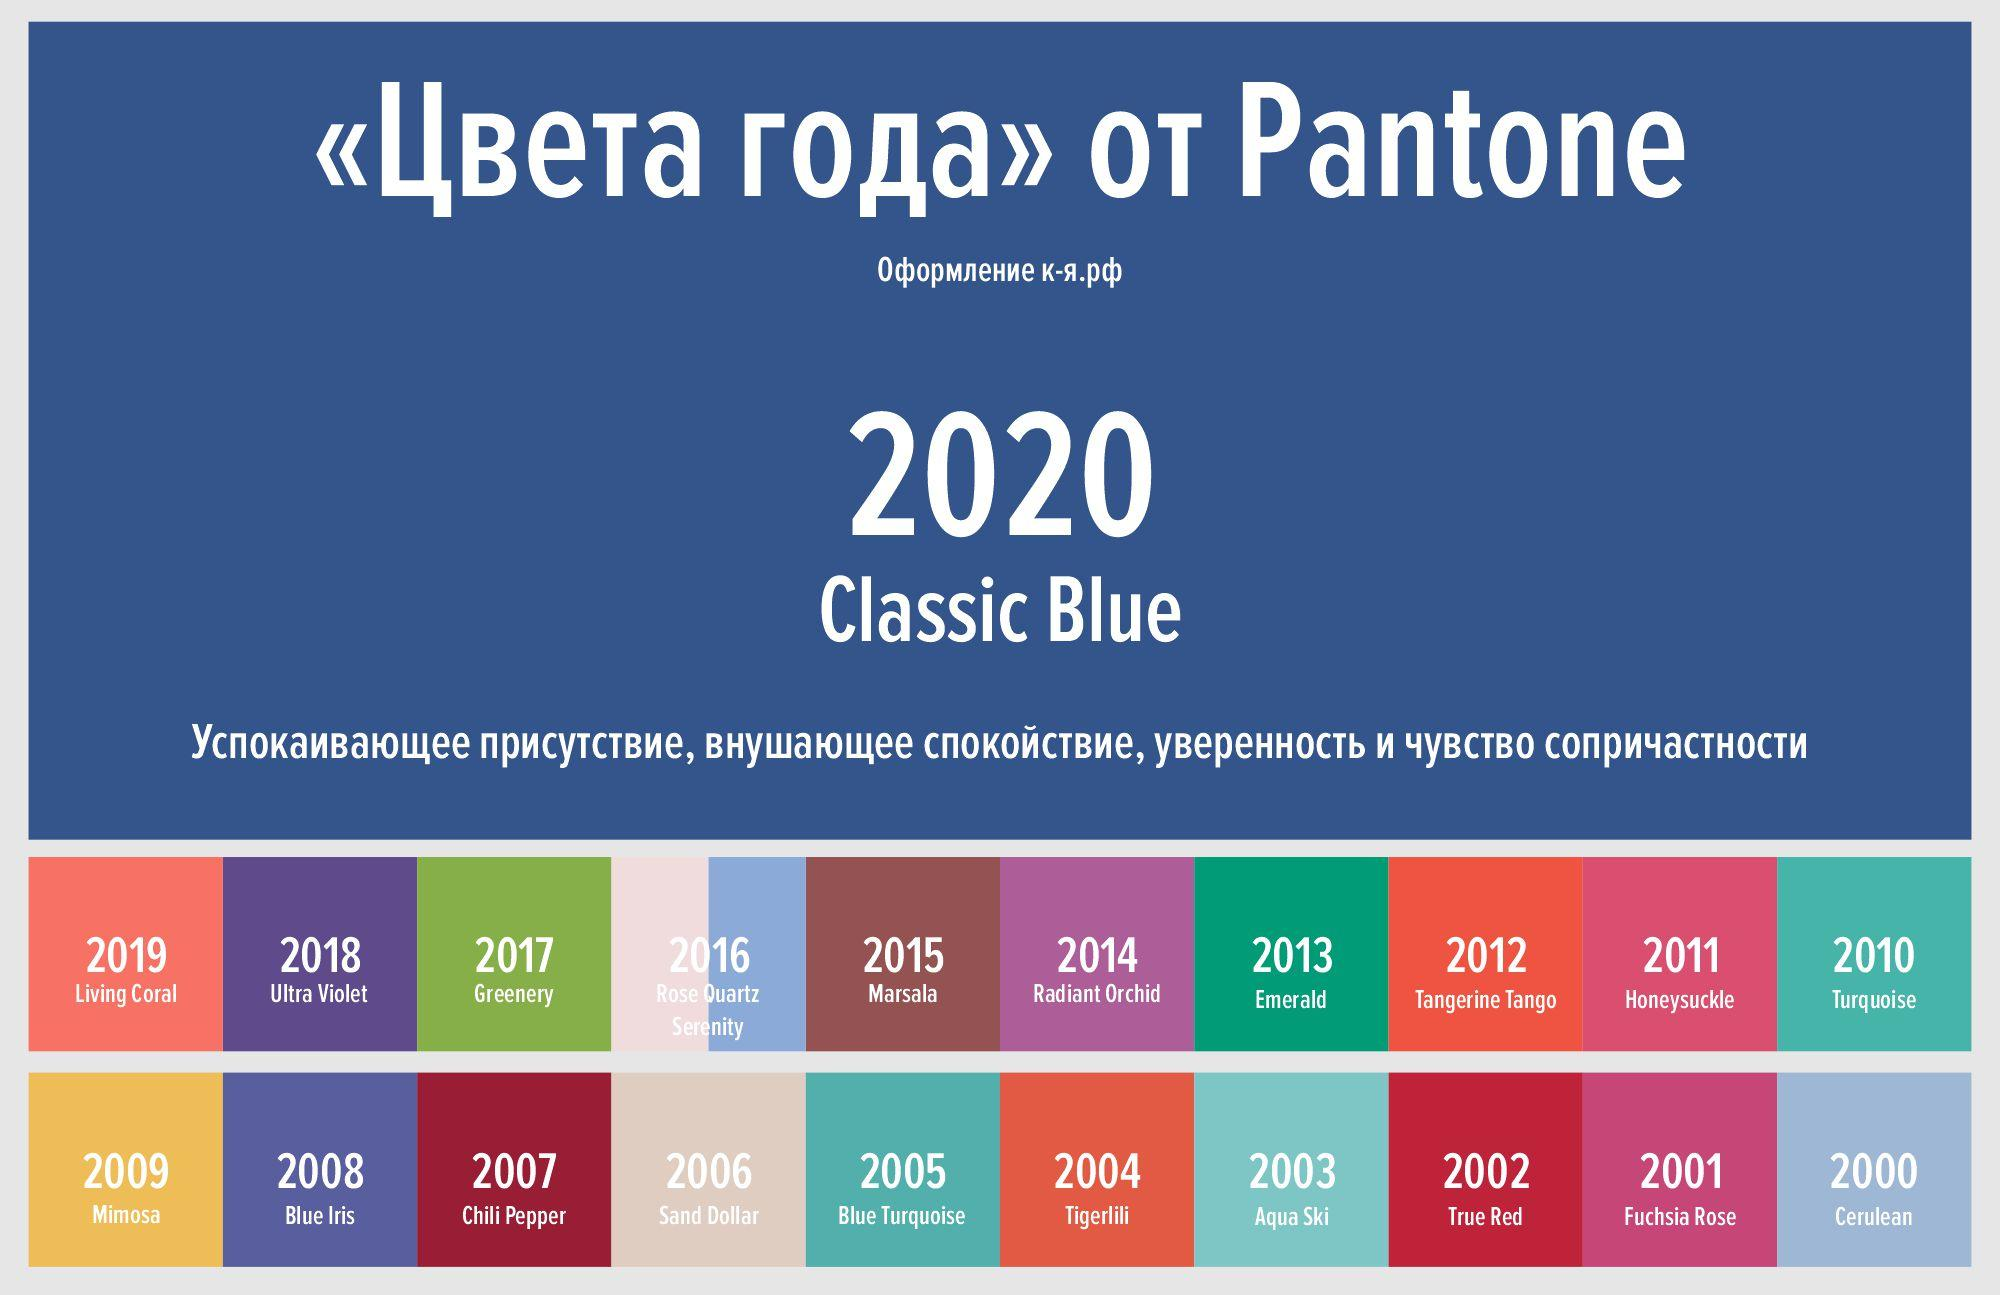 «Цвета года» от Pantone
Оформление к-я.рф
2020
Classic Blue
Успокаивающее присутствие, внушающее спокойствие, уверенность и чувство сопричастности
2019
Living Coral
2018
Ultra Violet
2017
Greenery
2016
Rose Quartz
Serenity
2015
Marsala
2014
Radiant Orchid
2013
Emerald
2012
Tangerine Tango
2011
Honeysuckle
2010
Turquoise
2009
Mimosa
2008
Blue Iris
2007
Chili Pepper
2006
Sand Dollar
2005
Blue Turquoise
2004
Tigerlili
2003
Aqua Ski
2002
True Red
2001
Fuchsia Rose
2000
Cerulean